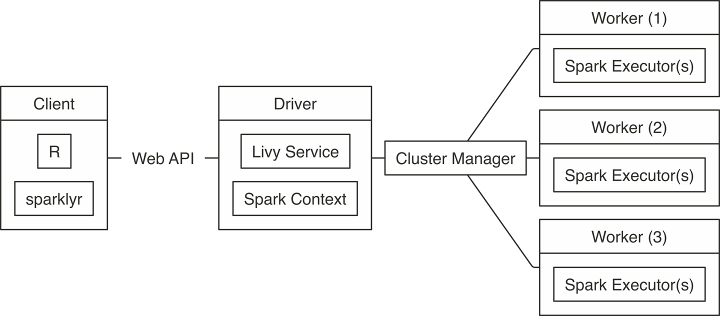 Client
R
sparklyr
Web API
Driver
Livy Service
Spark Context
Cluster Manager
Worker (1)
Spark Executor(s)
Worker (2)
Spark Executor(s)
Worker (3)
Spark Executor(s)